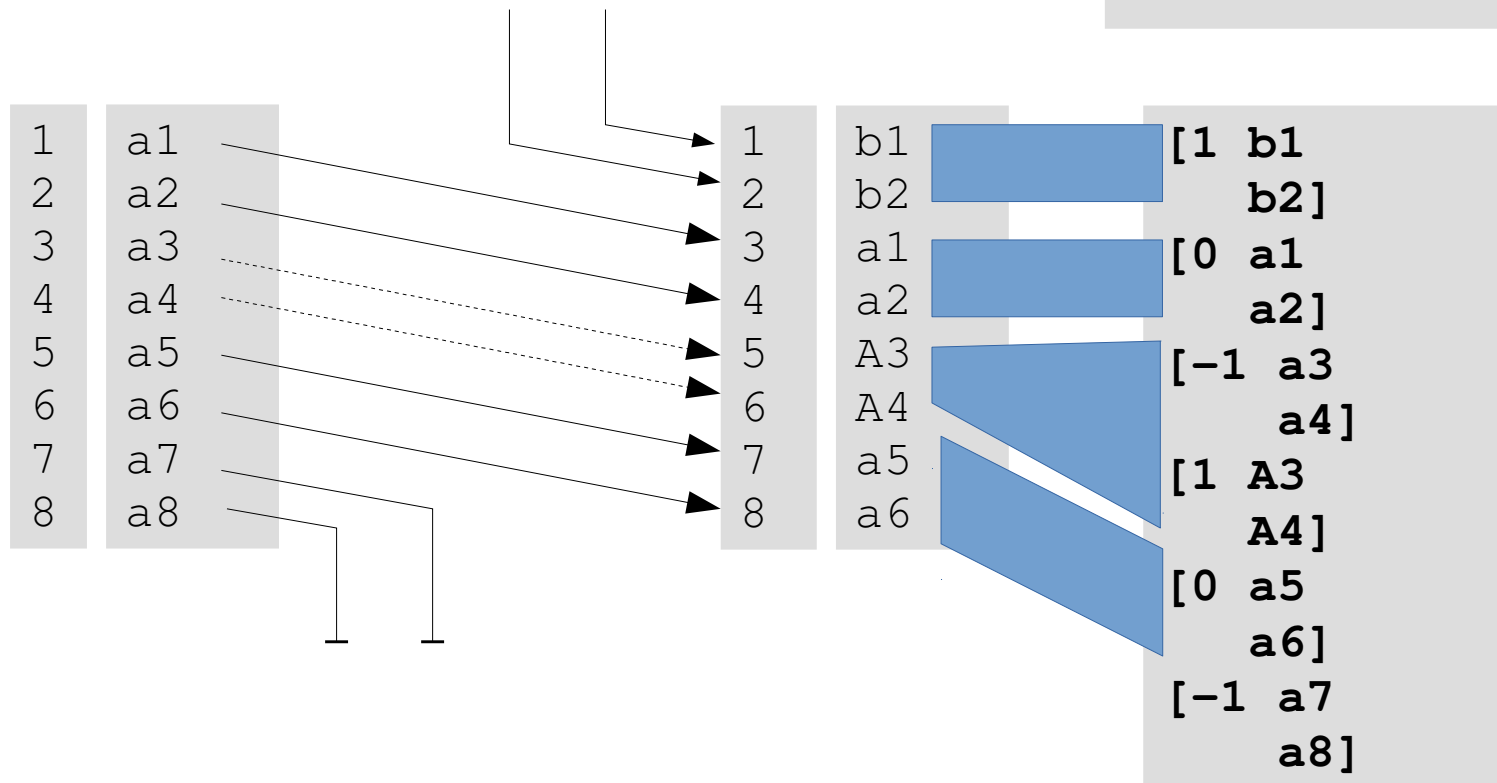 1 a1
2 a2
3 a3
4 a4
5 a5
6 a6
7 a7
8 a8
1 b1
2 b2
3 a1
4 a2
5 A3
6 A4
7 a5
8 a6
[1 b1
b2]
[0 a1
a2]
[−1 a3
a4]
[1 A3
A4]
[0 a5
a6]
[−1 a7
a8]